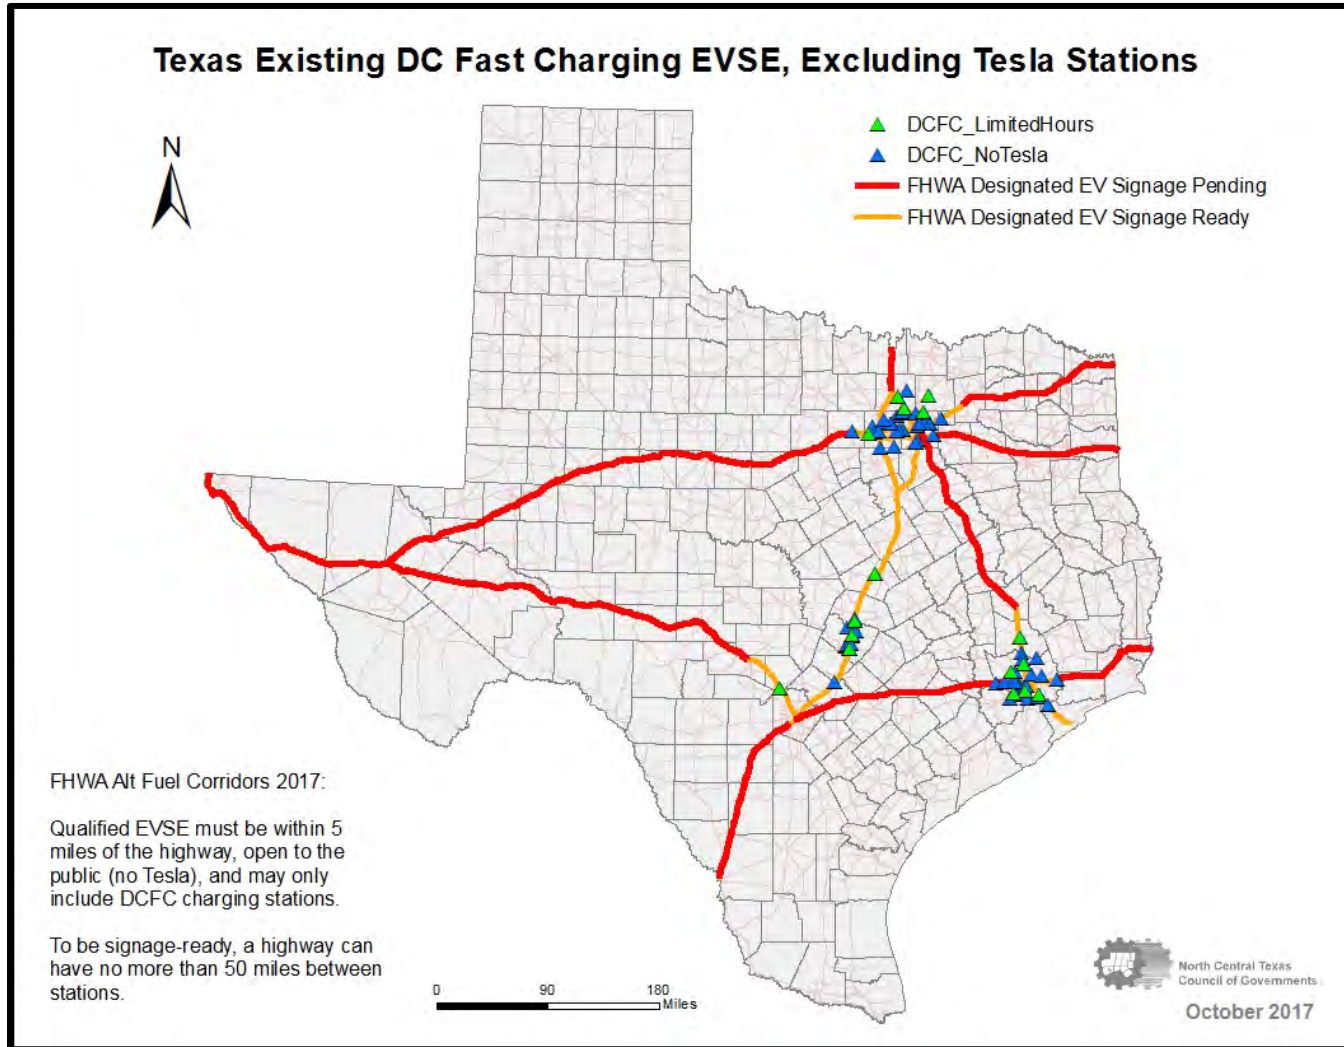 Texas Existing DC Fast Charging EVSE, Excluding Tesla Stations
N
DCFC_LimitedHours
DCFC_NoTesla
FHWA Designated EV Signage Pending
FHWA Designated EV Signage Ready
FHWA Alt Fuel Corridors 2017:
Qualified EVSE must be within 5
miles of the highway, open to the
public (no Tesla), and may only
include DCFC charging stations.
To be signage-ready, a highway can
have no more than 50 miles between
stations.
0 90 180
Miles
North Central Texas
Council of Governments
October 2017